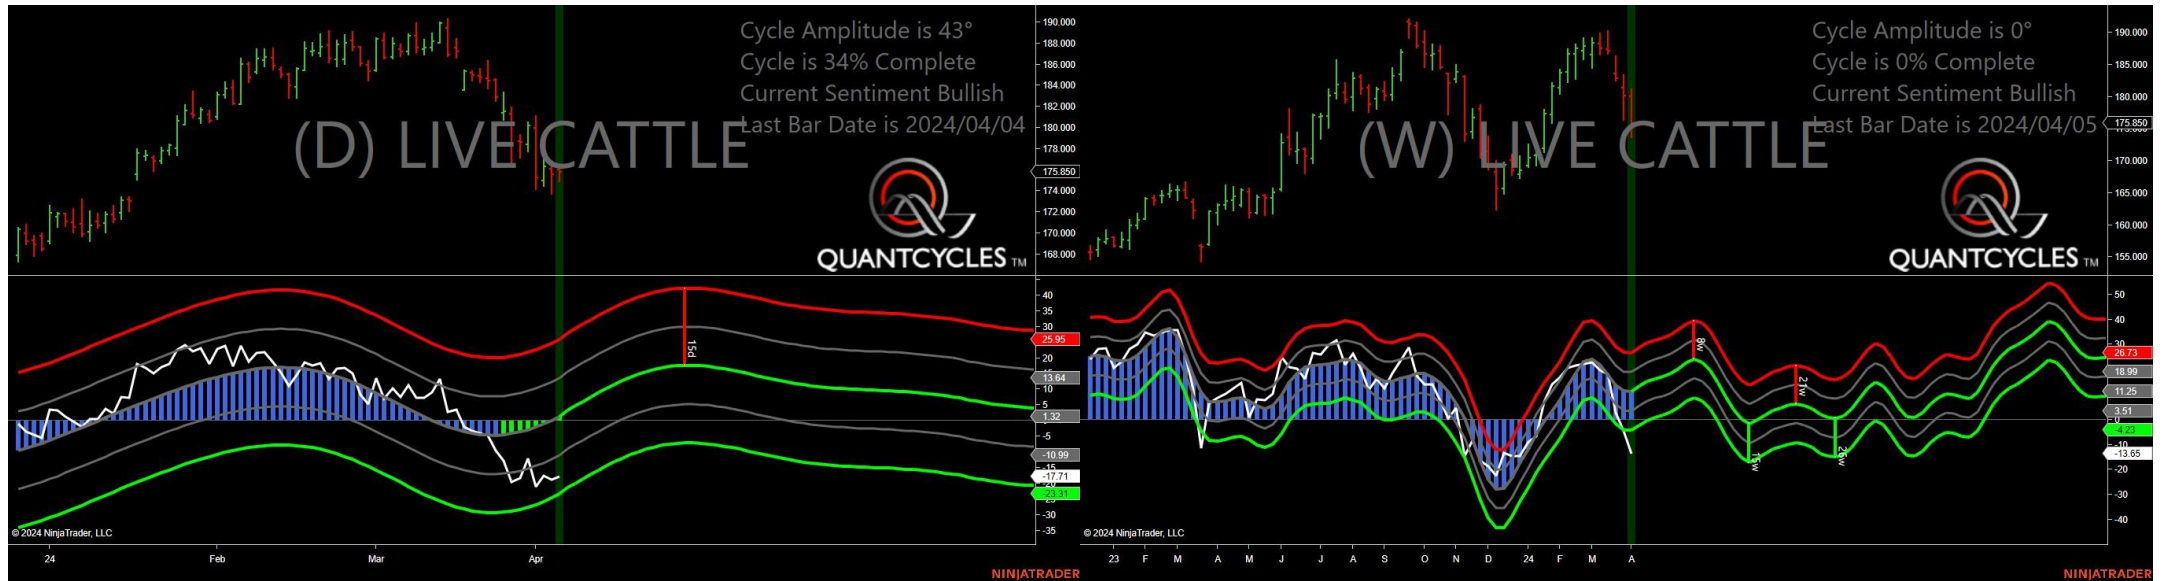 Cycle Amplitude is 43°
Cycle is 34% Complete
Current Sentiment Bullish
Last Bar Date is 2024/04/04
(D) LIVE CATTLE
QUANTCYCLES TM
190.000
188.000
186.000
184.000
182.000
180.000
178.000
175.850
174.000
172.000
170.000
168.000
40
35
30
25.95
20
13.64
10
5
1.32
-5
-10.99
-17.71
-23.31
-30
-35
15d
© 2024 NinjaTrader, LLC
24 Feb Mar Apr
NINJATRADER
Cycle Amplitude is 0°
Cycle is 0% Complete
Current Sentiment Bullish
Last Bar Date is 2024/04/05
(W) LIVE CATTLE
QUANTCYCLES TM
190.000
185.000
180.000
175.850
170.000
165.000
160.000
155.000
50
40
30
26.73
18.99
11.25
3.51
-4.23
-13.65
-20
-30
-40
8w
15w
21w
26w
© 2024 NinjaTrader, LLC
23 F M A M J J A S O N D 24 F M A
NINJATRADER